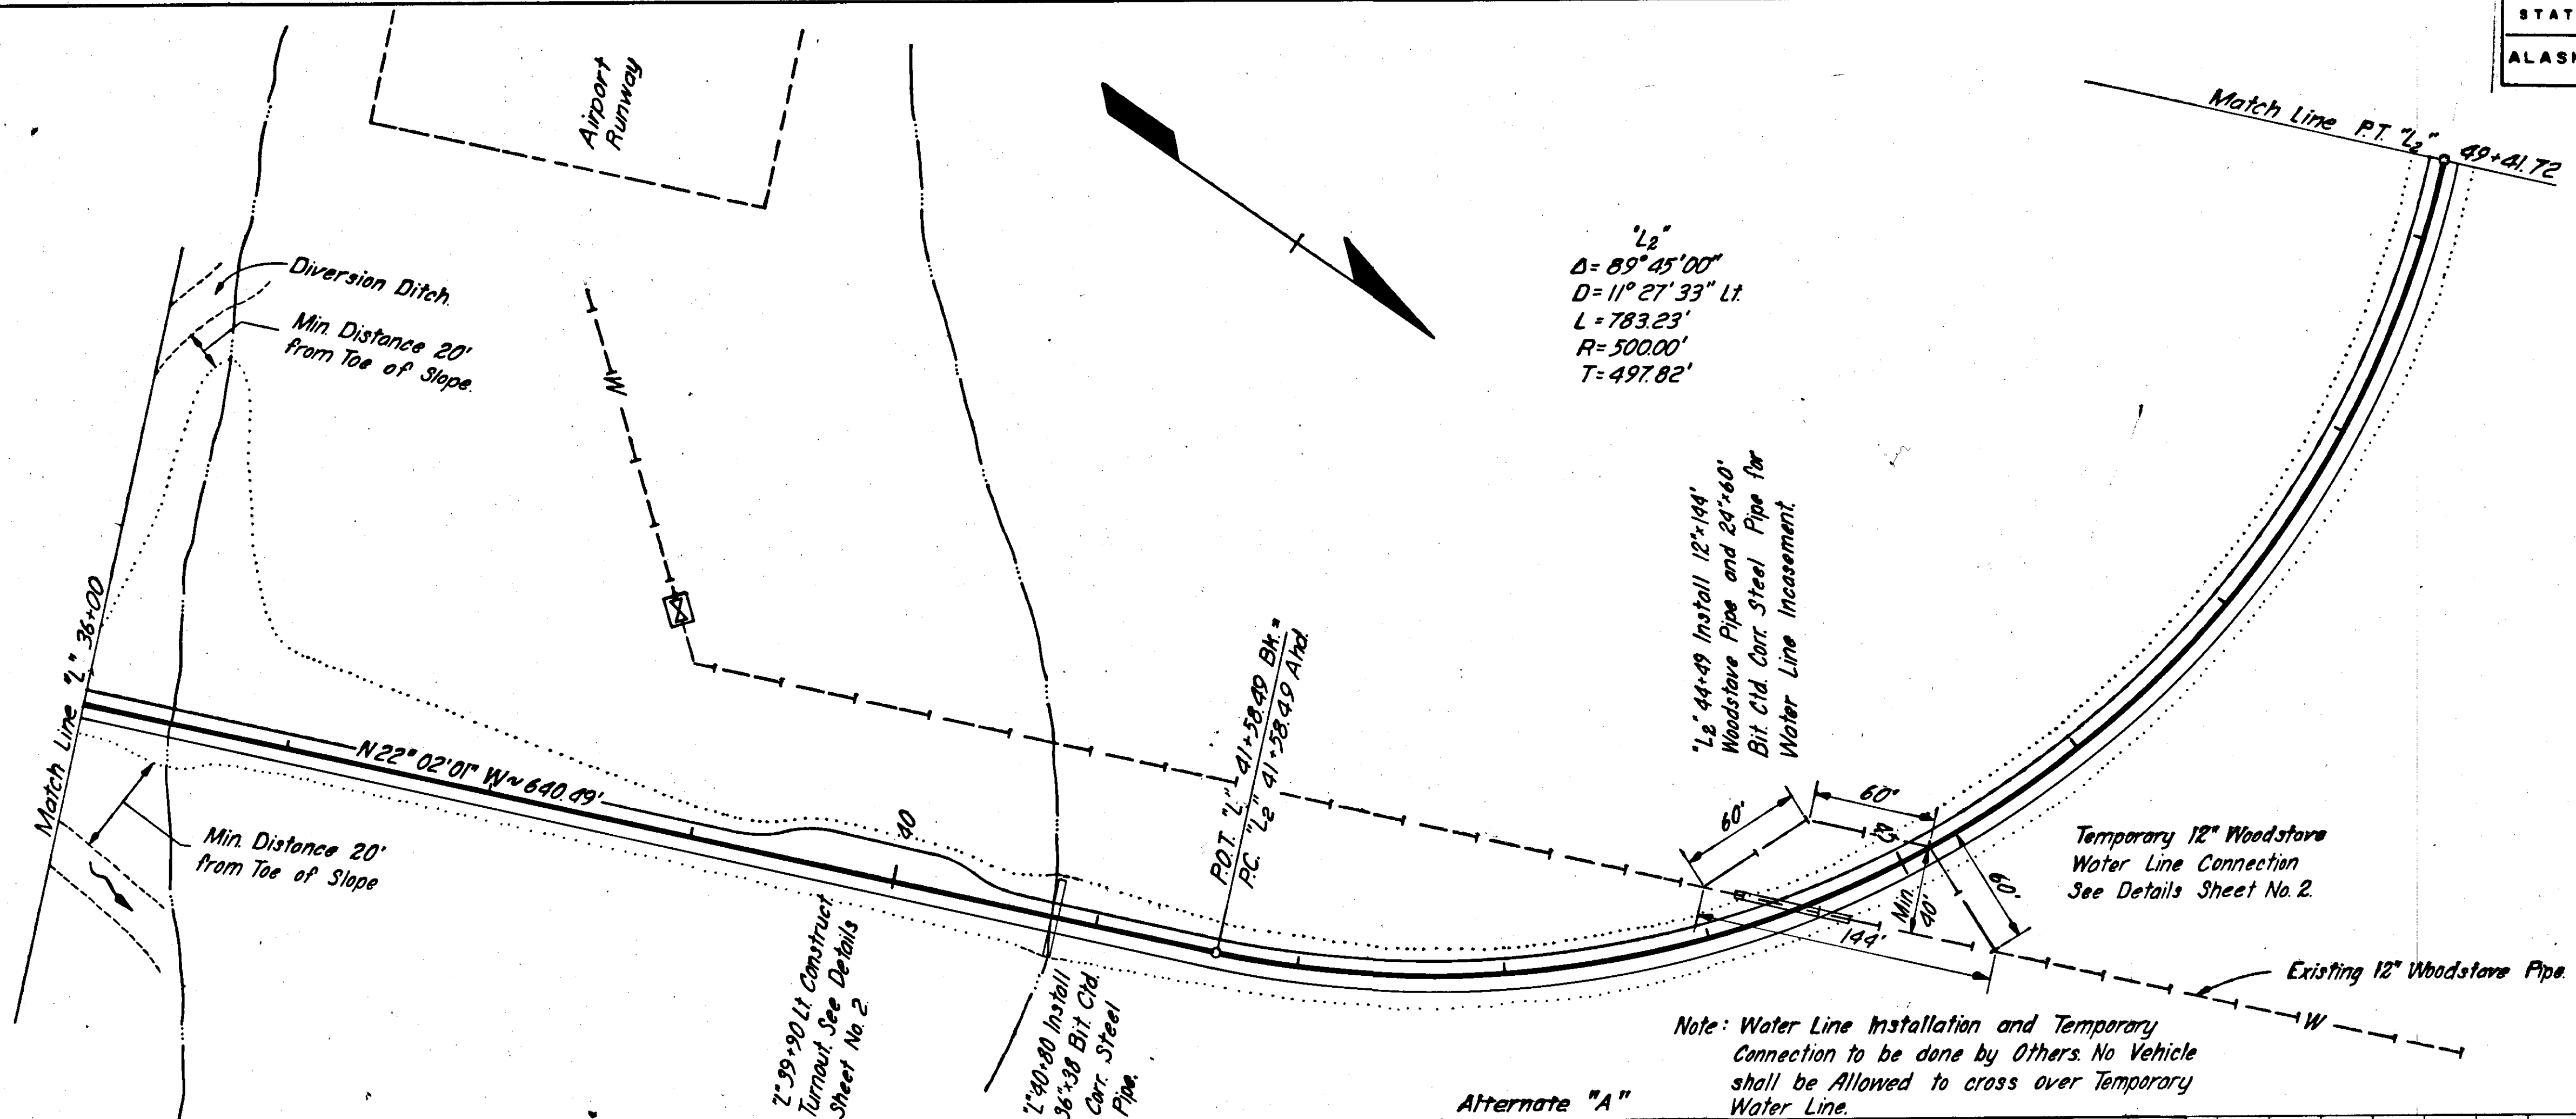 STAT
ALASK
Airport
Runway
Match Line P.T. "L2" 49+41.72
Diversion Ditch.
Min. Distance 20'
from Toe of Slope.
"L2"
Δ= 89°45'00"
D= 11°27'33" Lt.
L = 783.23'
R= 500.00'
T= 497.82'
W
Match Line "L" 36+00
N 22° 02'01" W ~ 640.49'
Min. Distance 20'
from Toe of Slope
40
"L" 39+90 Lt. Construct
Turnout. See Details
Sheet No. 2
"L" 40+80 Install
36"x38' Bit. Ctd.
Corr. Steel
Pipe.
P.O.T. "L" 41+58.49 Bk. =
P.C. "L2" 41+58.49 Ahd.
"L2" 44+49 Install 12"x144'
Woodstave Pipe and 24"x60'
Bit. Ctd. Corr. Steel Pipe for
Water Line Incasement.
60'
60'
45
Min.
40'
60'
144'
Temporary 12" Woodstave
Water Line Connection
See Details Sheet No. 2.
Existing 12" Woodstave Pipe.
W
Note: Water Line Installation and Temporary
Connection to be done by Others. No Vehicle
shall be Allowed to cross over Temporary
Water Line.
Alternate "A"